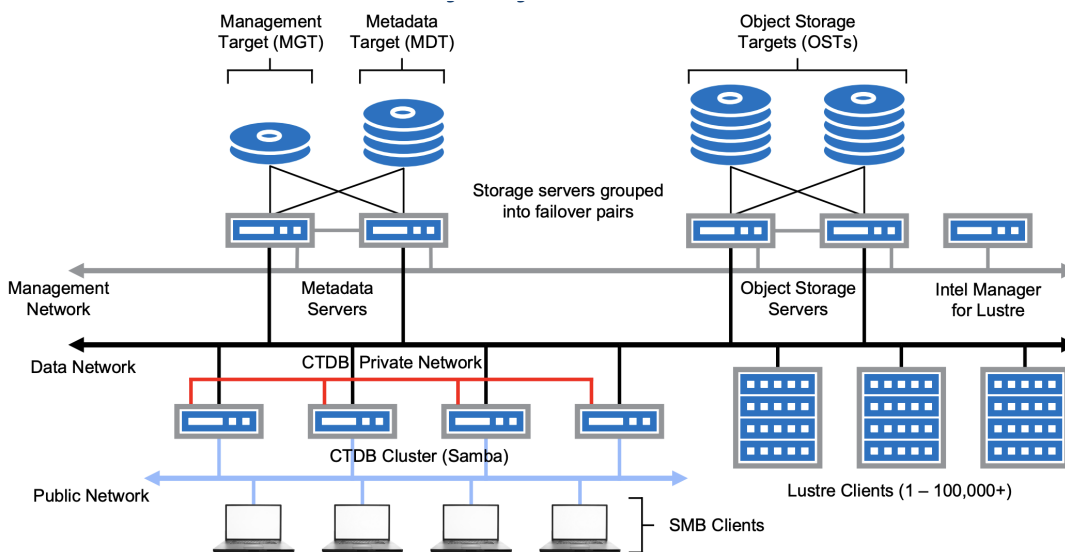 Management
Target (MGT)
Metadata
Target (MDT)
Object Storage
Targets (OSTs)
Storage servers grouped
into failover pairs
Management
Network
Metadata
Servers
Object Storage
Servers
Intel Manager
for Lustre
Data Network
CTDB Private Network
CTDB Cluster (Samba)
Public Network
Lustre Clients (1 – 100,000+)
SMB Clients